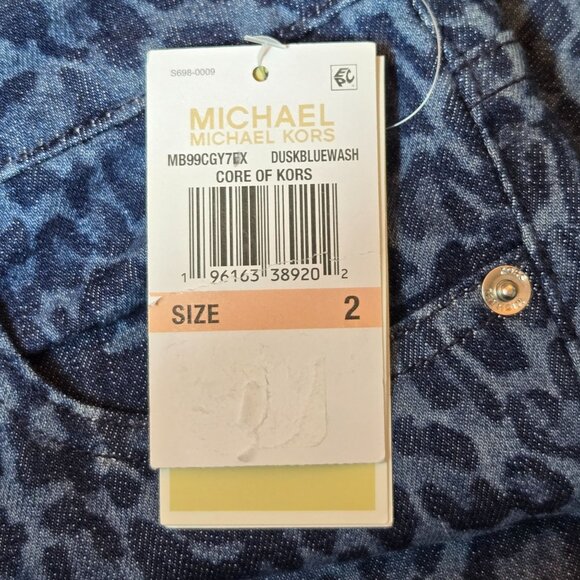 S698-0009
MICHAEL
MICHAEL KORS
MB99CGY7EX DUSKBLUEWASH
CORE OF KORS
1 96163 38920 2
SIZE 2